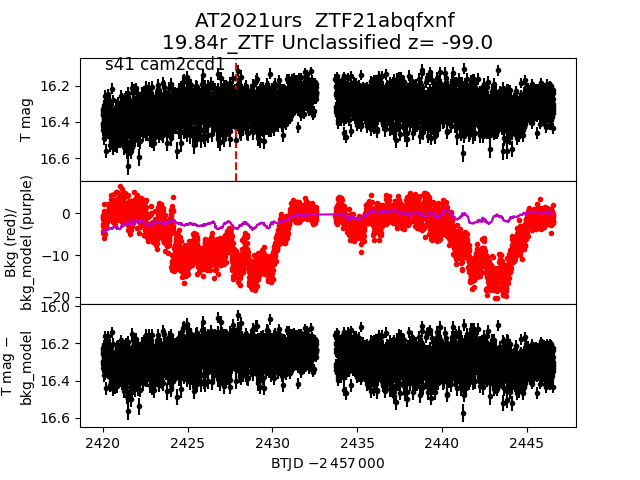 AT2021urs  ZTF21abqfxnf
19.84r_ZTF Unclassified z= -99.0
s41 cam2ccd1
16.2
16.4
16.6
T mag
0
−10
−20
Bkg (red)/
bkg_model (purple)
16.0
16.2
16.4
16.6
T mag −
bkg_model
2420
2425
2430
2435
2440
2445
BTJD −2 457 000